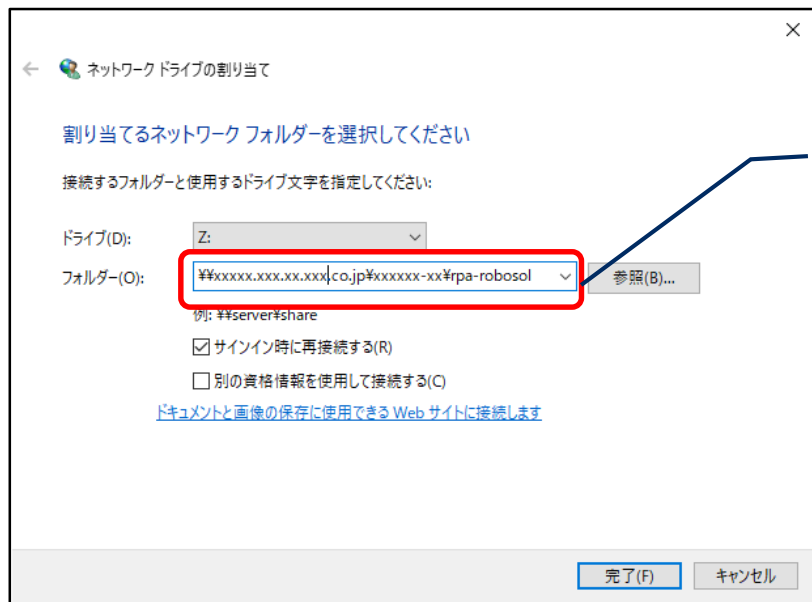 ネットワーク ドライブの割り当て
割り当てるネットワーク フォルダーを選択してください
接続するフォルダーと使用するドライブ文字を指定してください:
ドライブ(D): Z:
フォルダー(O): ¥¥xxxxx.xxx.xx.xxx.co.jp¥xxxxxx-xx¥rpa-robosol 参照(B)...
例: ¥¥server¥share
サインイン時に再接続する(R)
別の資格情報を使用して接続する(C)
ドキュメントと画像の保存に使用できる Web サイトに接続します
完了(F) キャンセル